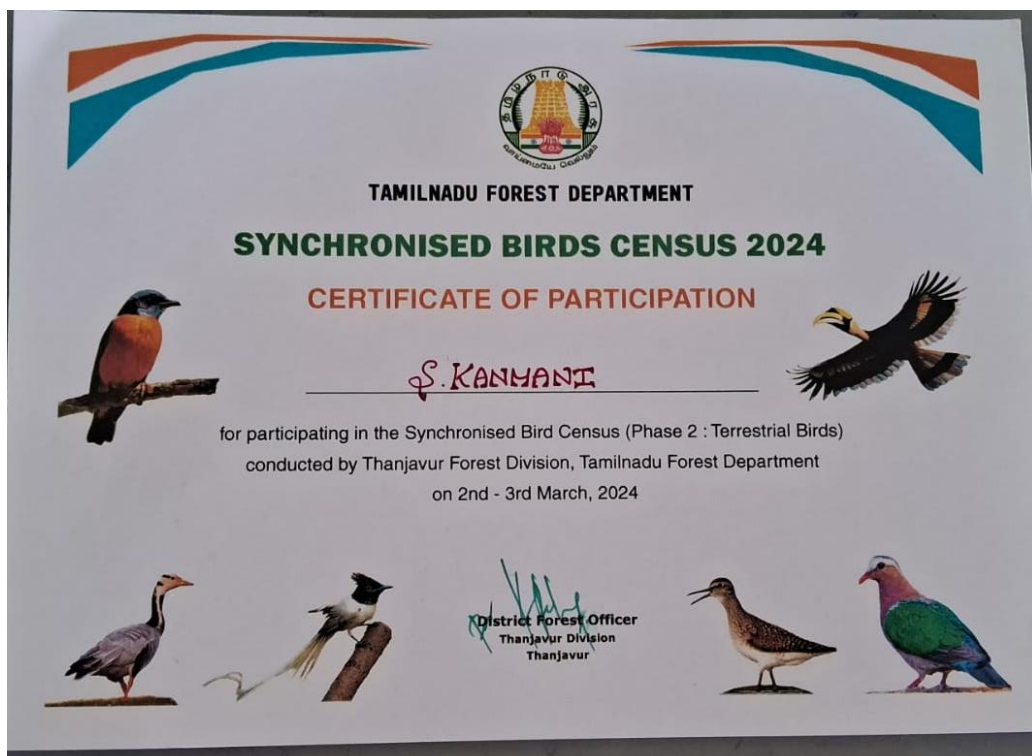 தமிழ்நாடு அரசு
வாய்மையே வெல்லும்
TAMILNADU FOREST DEPARTMENT
SYNCHRONISED BIRDS CENSUS 2024
CERTIFICATE OF PARTICIPATION
S. KANMANI
for participating in the Synchronised Bird Census (Phase 2 : Terrestrial Birds)
conducted by Thanjavur Forest Division, Tamilnadu Forest Department
on 2nd - 3rd March, 2024
District Forest Officer
Thanjavur Division
Thanjavur